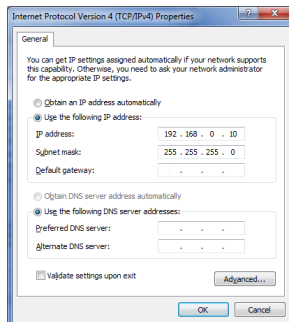 Internet Protocol Version 4 (TCP/IPv4) Properties
General
You can get IP settings assigned automatically if your network supports
this capability. Otherwise, you need to ask your network administrator
for the appropriate IP settings.
Obtain an IP address automatically
Use the following IP address:
IP address: 192 . 168 . 0 . 10
Subnet mask: 255 . 255 . 255 . 0
Default gateway: . . .
Obtain DNS server address automatically
Use the following DNS server addresses:
Preferred DNS server: . . .
Alternate DNS server: . . .
Validate settings upon exit
Advanced...
OK Cancel